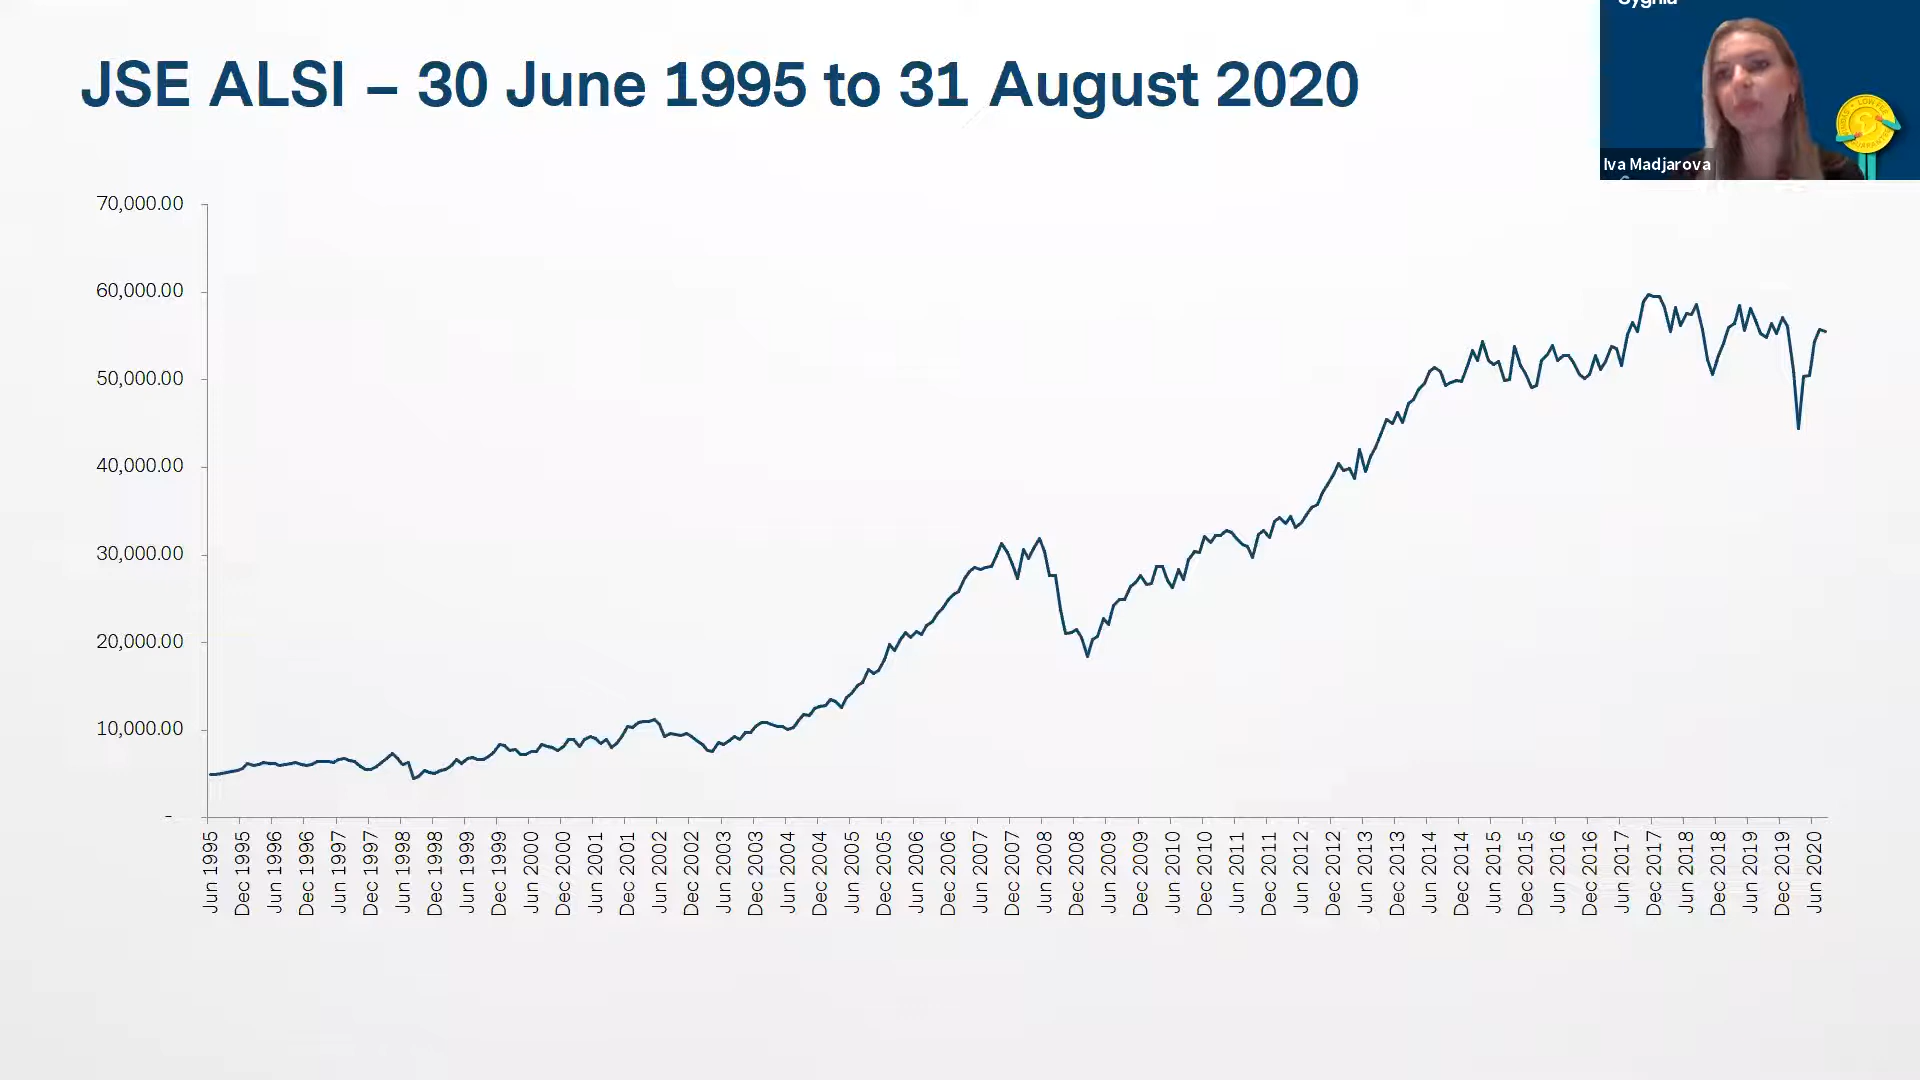 JSE ALSI – 30 June 1995 to 31 August 2020
Sygnia
Iva Madjarova
70,000.00
60,000.00
50,000.00
40,000.00
30,000.00
20,000.00
10,000.00
-
Jun 1995
Dec 1995
Jun 1996
Dec 1996
Jun 1997
Dec 1997
Jun 1998
Dec 1998
Jun 1999
Dec 1999
Jun 2000
Dec 2000
Jun 2001
Dec 2001
Jun 2002
Dec 2002
Jun 2003
Dec 2003
Jun 2004
Dec 2004
Jun 2005
Dec 2005
Jun 2006
Dec 2006
Jun 2007
Dec 2007
Jun 2008
Dec 2008
Jun 2009
Dec 2009
Jun 2010
Dec 2010
Jun 2011
Dec 2011
Jun 2012
Dec 2012
Jun 2013
Dec 2013
Jun 2014
Dec 2014
Jun 2015
Dec 2015
Jun 2016
Dec 2016
Jun 2017
Dec 2017
Jun 2018
Dec 2018
Jun 2019
Dec 2019
Jun 2020